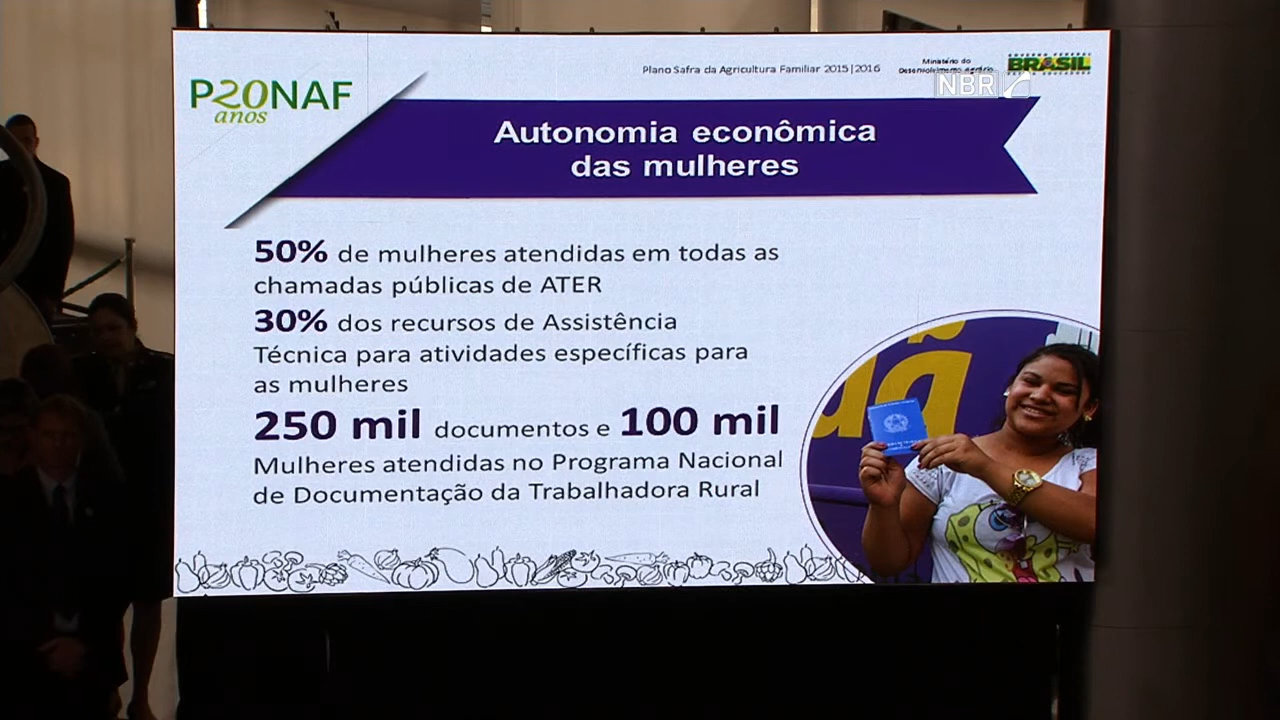 P20NAF
anos
Plano Safra da Agricultura Familiar 2015|2016
Ministério do
Desenvolvimento Agrário
BRASIL
NBR
Autonomia econômica
das mulheres
50% de mulheres atendidas em todas as
chamadas públicas de ATER
30% dos recursos de Assistência
Técnica para atividades específicas para
as mulheres
250 mil documentos e 100 mil
Mulheres atendidas no Programa Nacional
de Documentação da Trabalhadora Rural